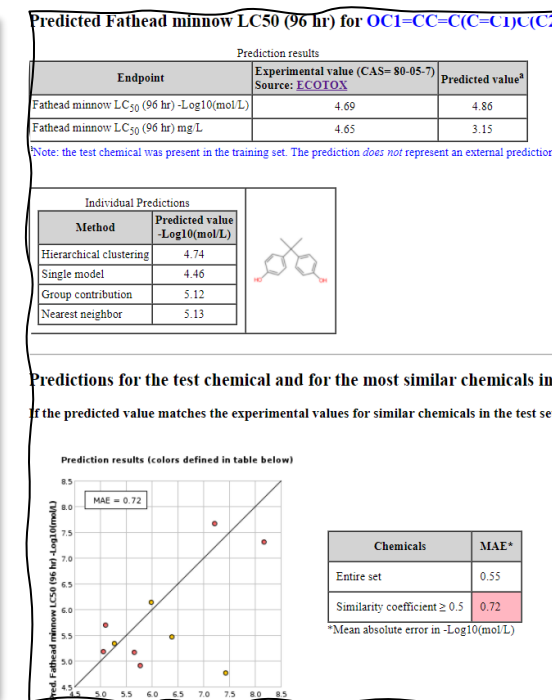 Predicted Fathead minnow LC50 (96 hr) for OC1=CC=C(C=C1)C(C
Prediction results
Endpoint Experimental value (CAS= 80-05-7) Source: ECOTOX Predicted value^a
Fathead minnow LC50 (96 hr) -Log10(mol/L) 4.69 4.86
Fathead minnow LC50 (96 hr) mg/L 4.65 3.15
Note: the test chemical was present in the training set. The prediction does not represent an external prediction
Individual Predictions
Method Predicted value -Log10(mol/L)
Hierarchical clustering 4.74
Single model 4.46
Group contribution 5.12
Nearest neighbor 5.13
HO OH
Predictions for the test chemical and for the most similar chemicals in
If the predicted value matches the experimental values for similar chemicals in the test se
Prediction results (colors defined in table below)
MAE = 0.72
8.5
8.0
7.5
7.0
6.5
6.0
5.5
5.0
4.5
4.5 5.0 5.5 6.0 6.5 7.0 7.5 8.0 8.5
pred. Fathead minnow LC50 (96 hr) -Log10(mol/L)
Chemicals MAE*
Entire set 0.55
Similarity coefficient ≥ 0.5 0.72
*Mean absolute error in -Log10(mol/L)